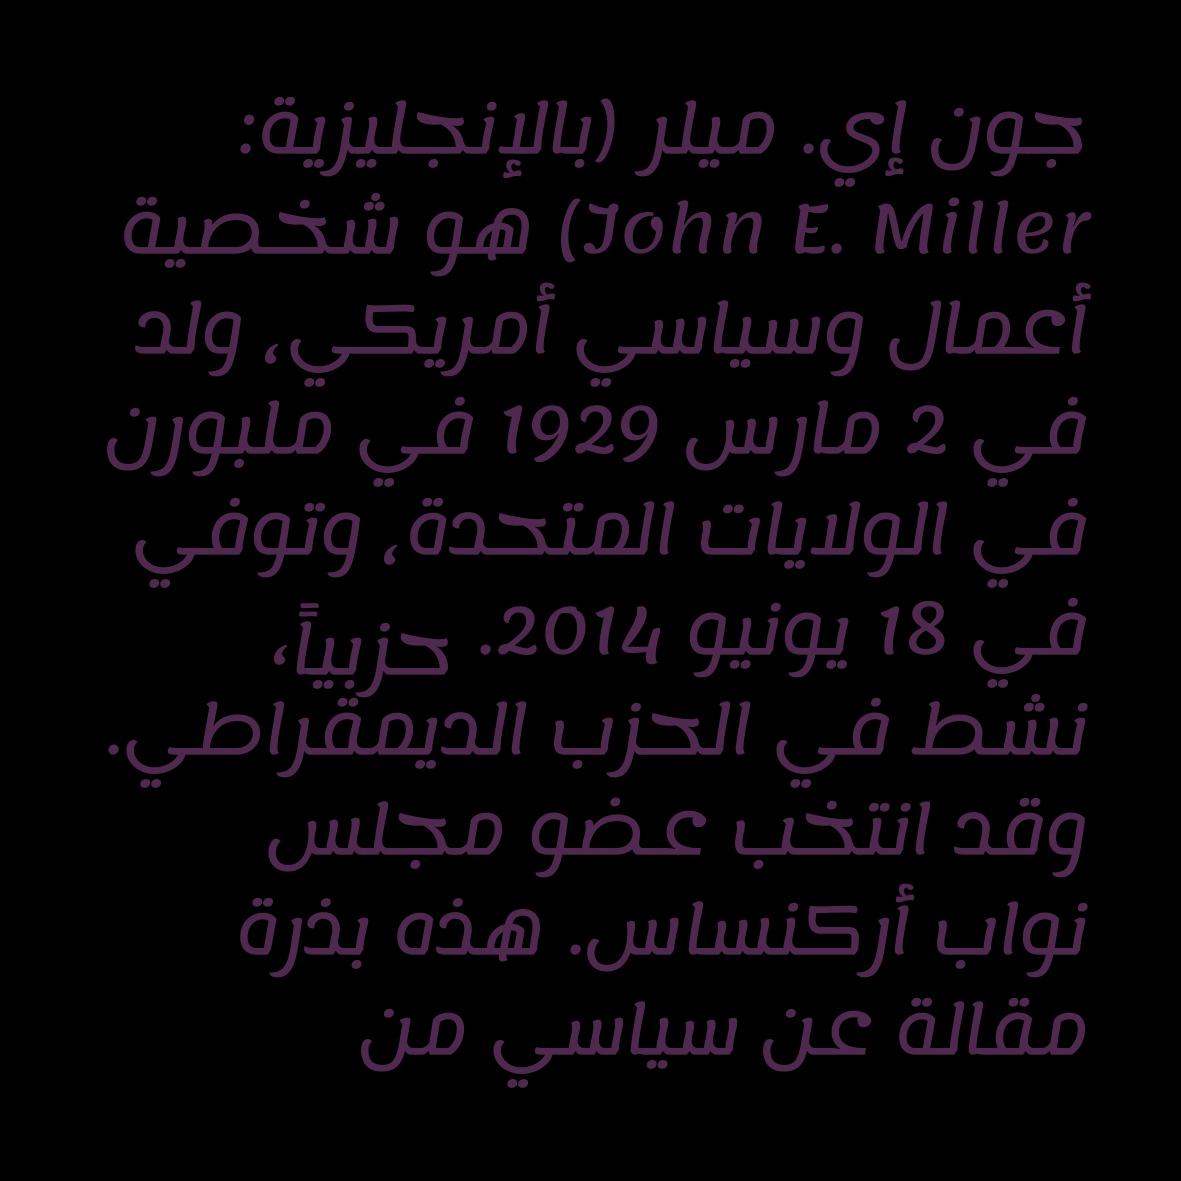 جون إي. ميلر (بالإنجليزية:
John E. Miller) هو شخصية
أعمال وسياسي أمريكي، ولد
في 2 مارس 1929 في ملبورن
في الولايات المتحدة، وتوفي
في 18 يونيو 2014. حزبياً،
نشط في الحزب الديمقراطي.
وقد انتخب عضو مجلس
نواب أركنساس. هذه بذرة
مقالة عن سياسي من